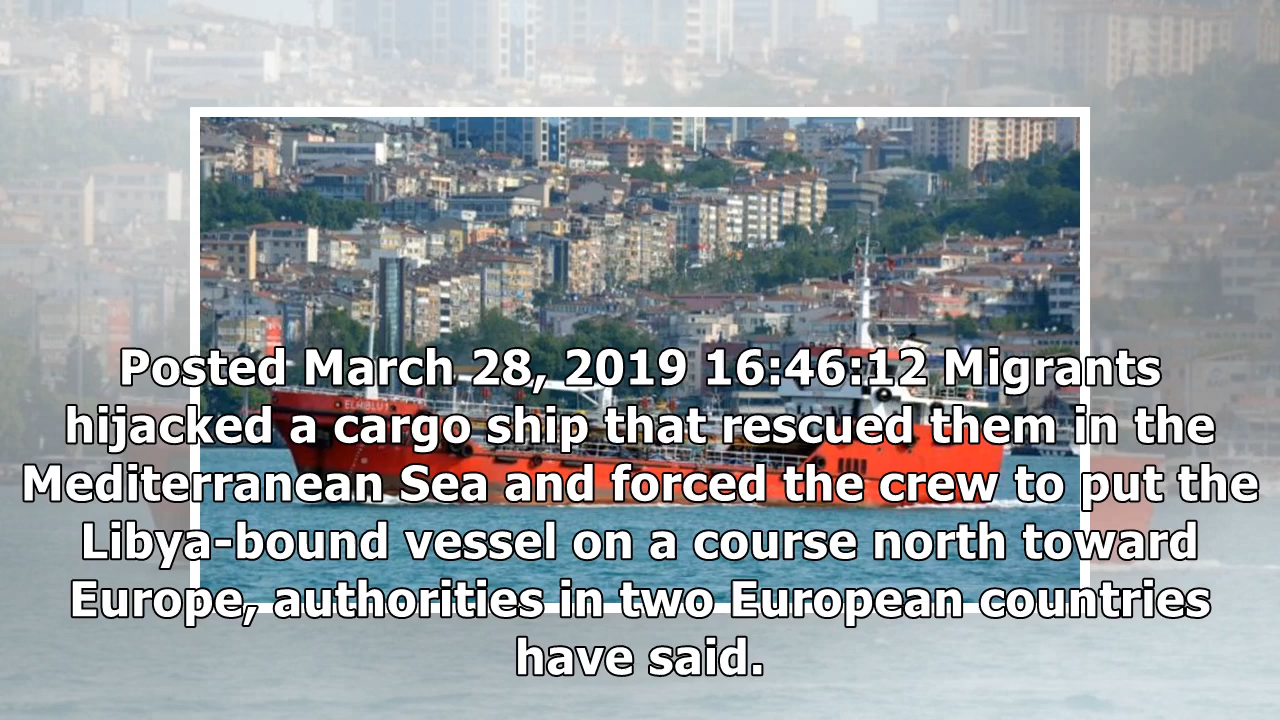 Posted March 28, 2019 16:46:12 Migrants
hijacked a cargo ship that rescued them in the
Mediterranean Sea and forced the crew to put the
Libya-bound vessel on a course north toward
Europe, authorities in two European countries
have said.
ELHIBLU 1